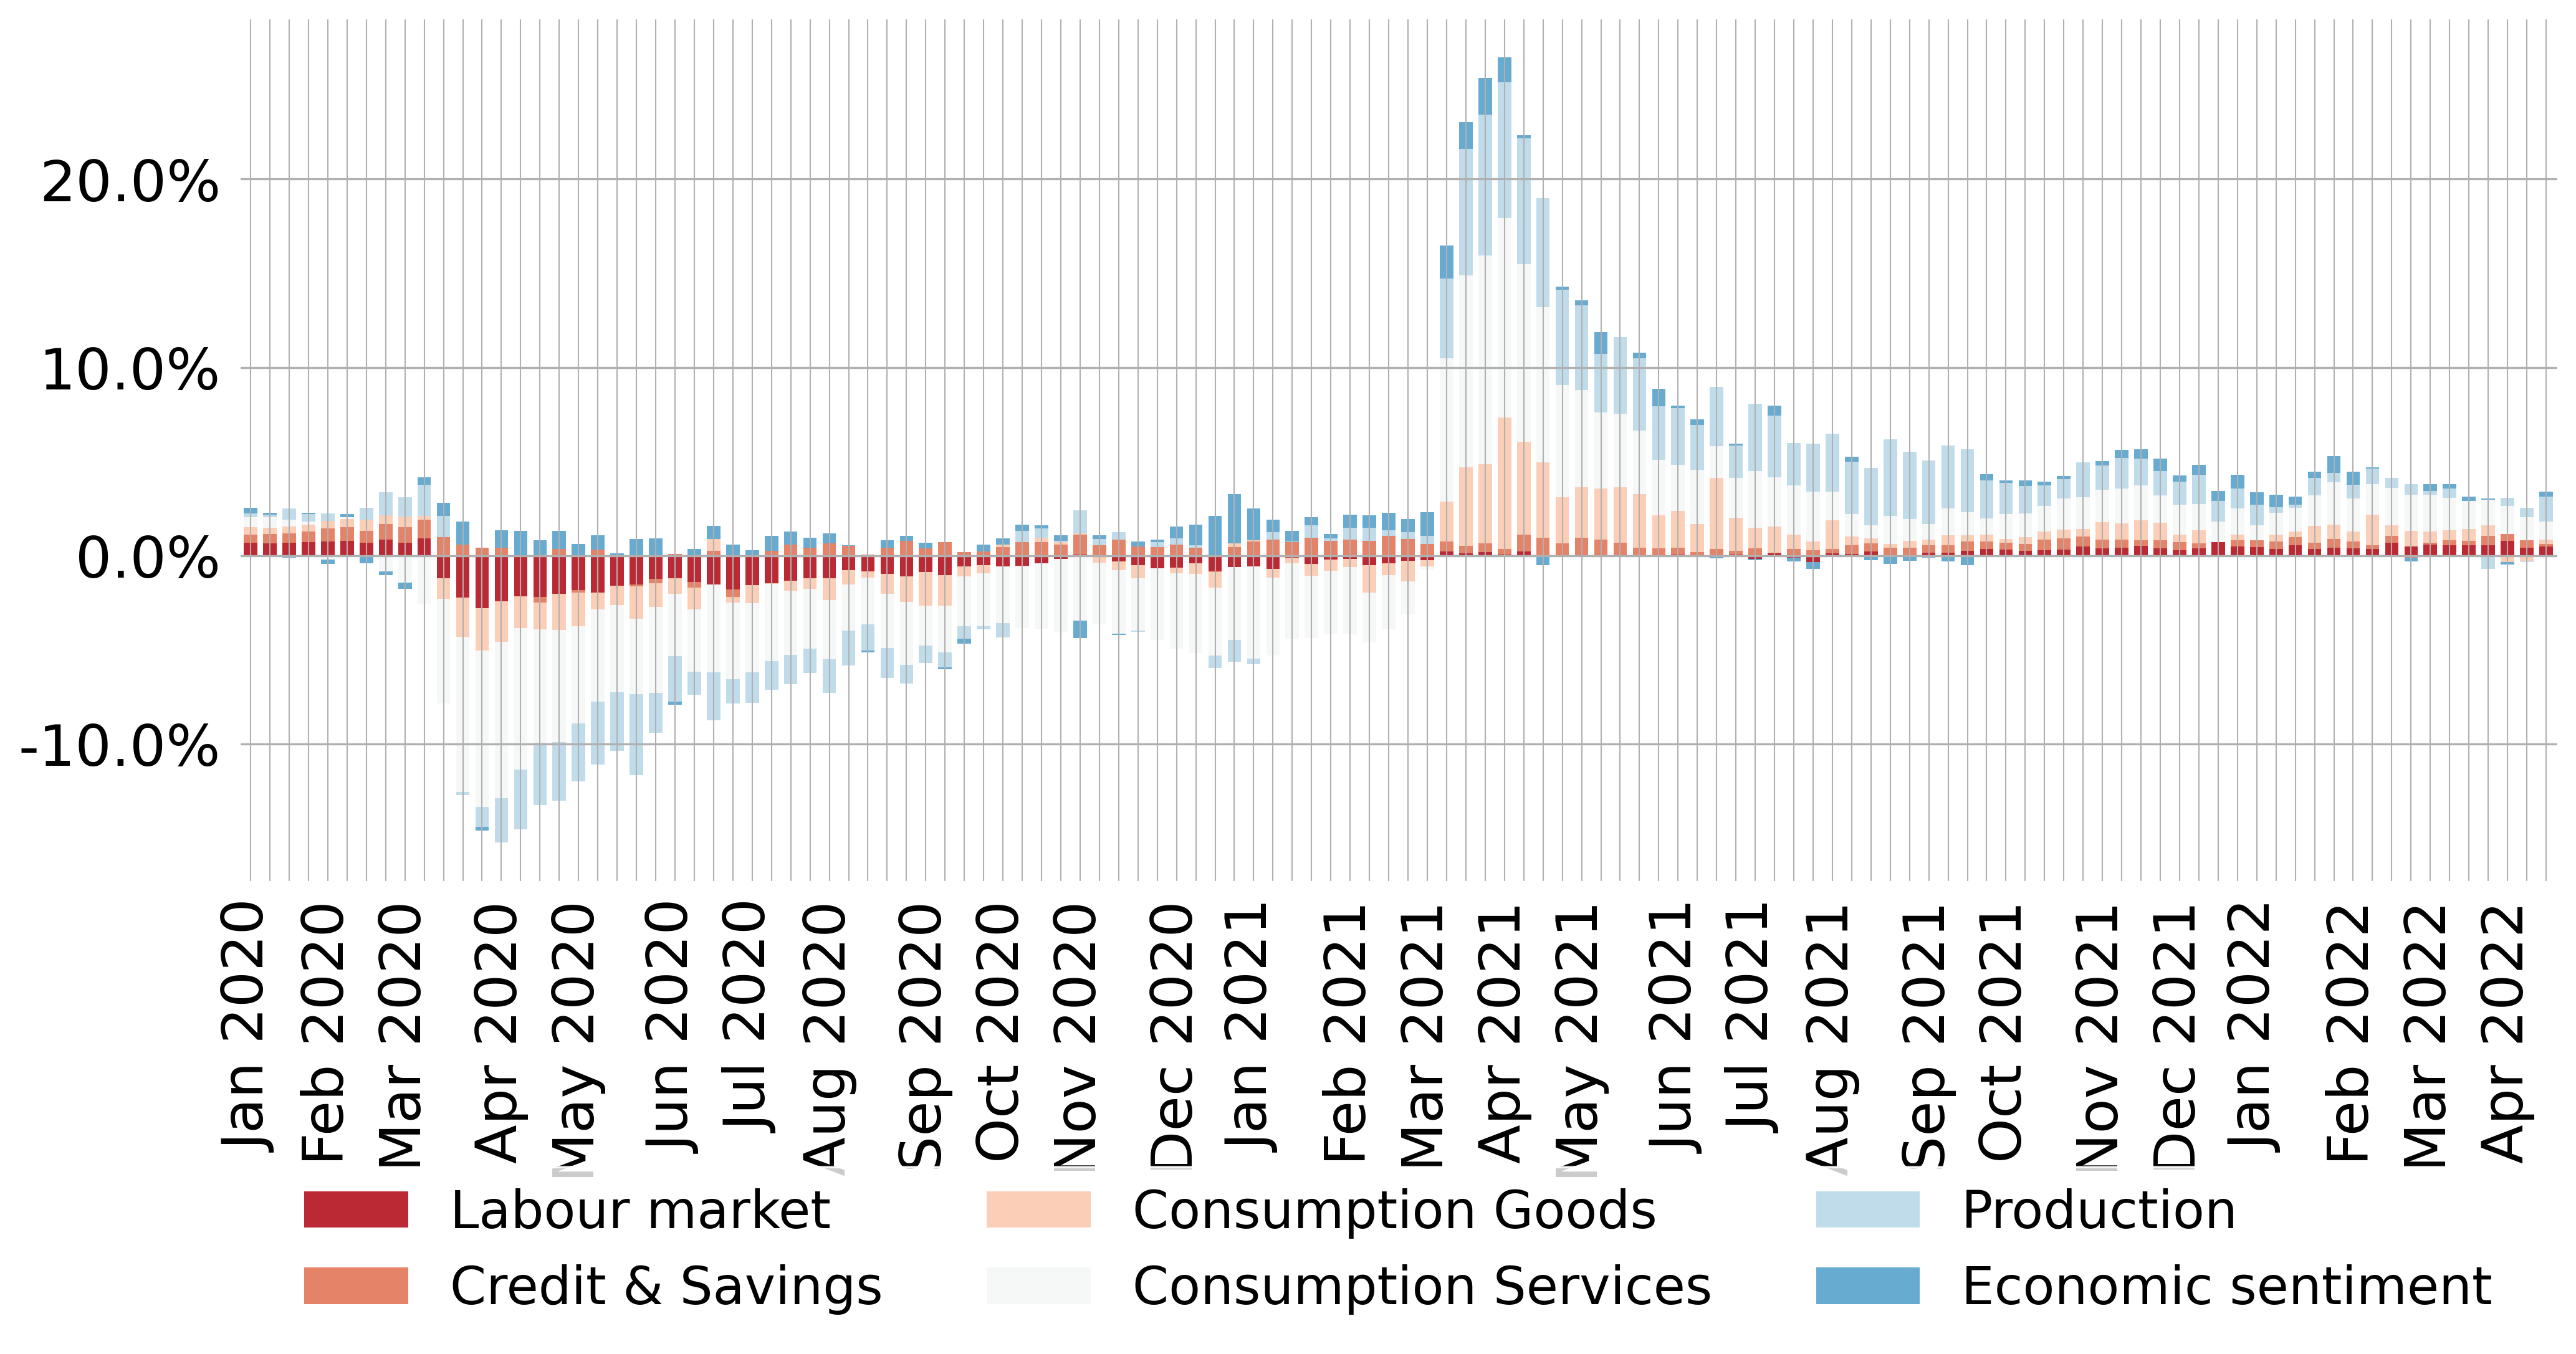 20.0%
10.0%
0.0%
-10.0%
Jan 2020
Feb 2020
Mar 2020
Apr 2020
May 2020
Jun 2020
Jul 2020
Aug 2020
Sep 2020
Oct 2020
Nov 2020
Dec 2020
Jan 2021
Feb 2021
Mar 2021
Apr 2021
May 2021
Jun 2021
Jul 2021
Aug 2021
Sep 2021
Oct 2021
Nov 2021
Dec 2021
Jan 2022
Feb 2022
Mar 2022
Apr 2022
Labour market
Consumption Goods
Production
Credit & Savings
Consumption Services
Economic sentiment